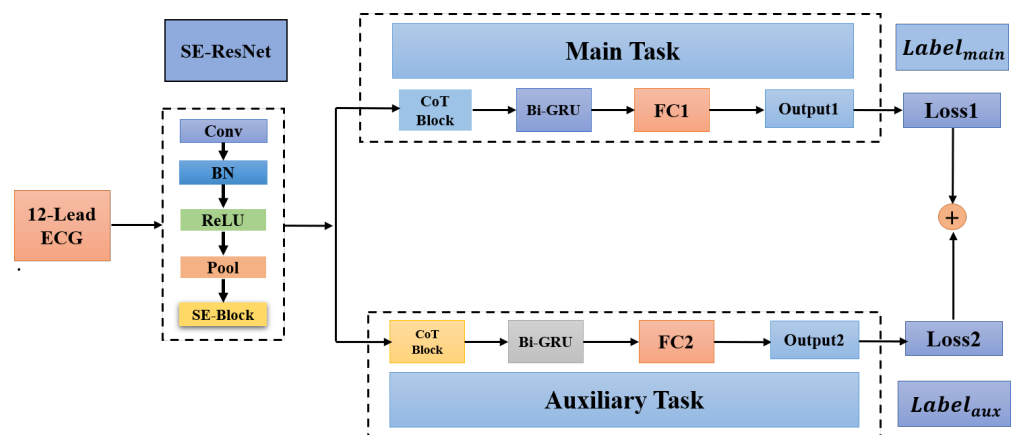 SE-ResNet
Main Task
Label_main
Conv
BN
ReLU
Pool
SE-Block
12-Lead
ECG
.
CoT
Block
Bi-GRU
FC1
Output1
Loss1
+
CoT
Block
Bi-GRU
FC2
Output2
Loss2
Auxiliary Task
Label_aux